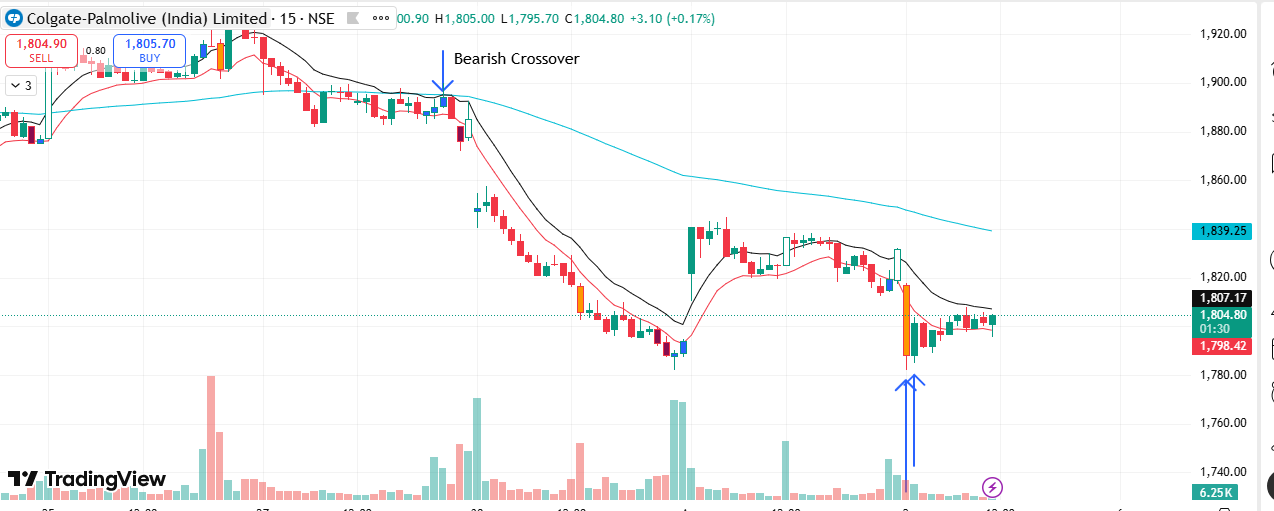 Colgate-Palmolive (India) Limited · 15 · NSE 00.90 H1,805.00 L1,795.70 C1,804.80 +3.10 (+0.17%)
1,804.90
SELL
0.80
1,805.70
BUY
3
Bearish Crossover
1,920.00
1,900.00
1,880.00
1,860.00
1,839.25
1,820.00
1,807.17
1,804.80
01:30
1,798.42
1,780.00
1,760.00
1,740.00
6.25K
TradingView